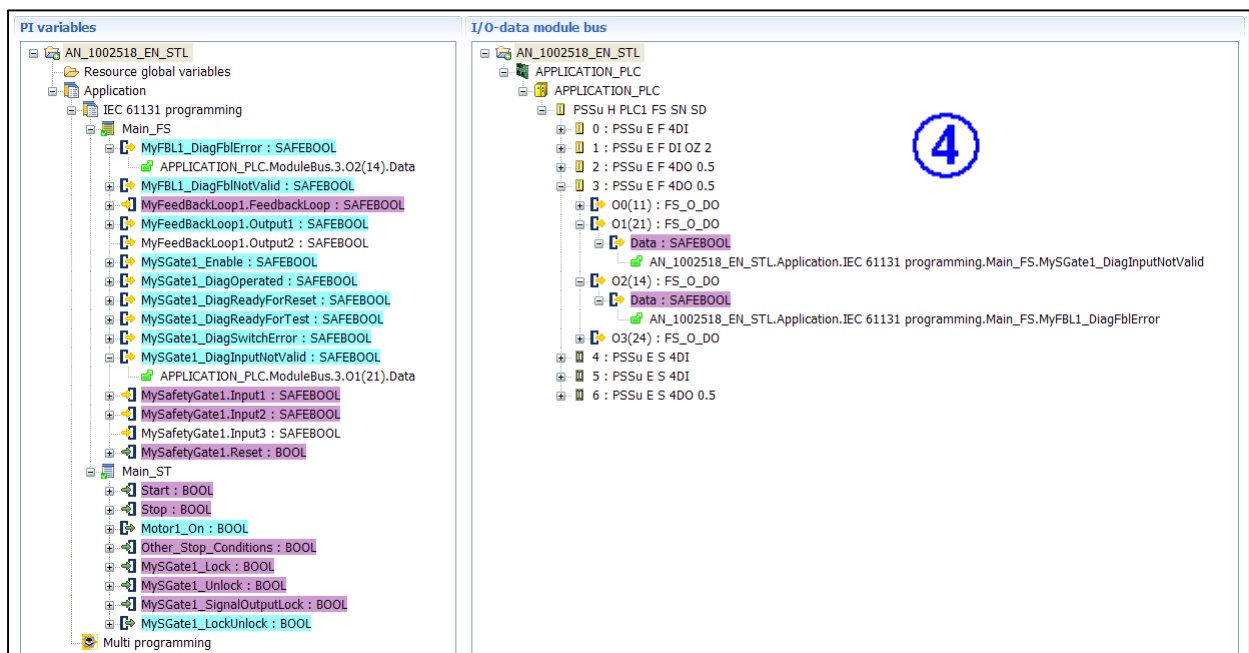 PI variables
AN_1002518_EN_STL
Resource global variables
Application
IEC 61131 programming
Main_FS
MyFBL1_DiagFblError : SAFEBOOL
APPLICATION_PLC.ModuleBus.3.O2(14).Data
MyFBL1_DiagFblNotValid : SAFEBOOL
MyFeedBackLoop1.FeedbackLoop : SAFEBOOL
MyFeedBackLoop1.Output1 : SAFEBOOL
MyFeedBackLoop1.Output2 : SAFEBOOL
MySGate1_Enable : SAFEBOOL
MySGate1_DiagOperated : SAFEBOOL
MySGate1_DiagReadyForReset : SAFEBOOL
MySGate1_DiagReadyForTest : SAFEBOOL
MySGate1_DiagSwitchError : SAFEBOOL
MySGate1_DiagInputNotValid : SAFEBOOL
APPLICATION_PLC.ModuleBus.3.O1(21).Data
MySafetyGate1.Input1 : SAFEBOOL
MySafetyGate1.Input2 : SAFEBOOL
MySafetyGate1.Input3 : SAFEBOOL
MySafetyGate1.Reset : BOOL
Main_ST
Start : BOOL
Stop : BOOL
Motor1_On : BOOL
Other_Stop_Conditions : BOOL
MySGate1_Lock : BOOL
MySGate1_Unlock : BOOL
MySGate1_SignalOutputLock : BOOL
MySGate1_LockUnlock : BOOL
Multi programming
I/O-data module bus
AN_1002518_EN_STL
APPLICATION_PLC
APPLICATION_PLC
PSSu H PLC1 FS SN SD
0 : PSSu E F 4DI
1 : PSSu E F DI OZ 2
2 : PSSu E F 4DO 0.5
3 : PSSu E F 4DO 0.5
O0(11) : FS_O_DO
O1(21) : FS_O_DO
Data : SAFEBOOL
AN_1002518_EN_STL.Application.IEC 61131 programming.Main_FS.MySGate1_DiagInputNotValid
O2(14) : FS_O_DO
Data : SAFEBOOL
AN_1002518_EN_STL.Application.IEC 61131 programming.Main_FS.MyFBL1_DiagFblError
O3(24) : FS_O_DO
4 : PSSu E S 4DI
5 : PSSu E S 4DI
6 : PSSu E S 4DO 0.5
4